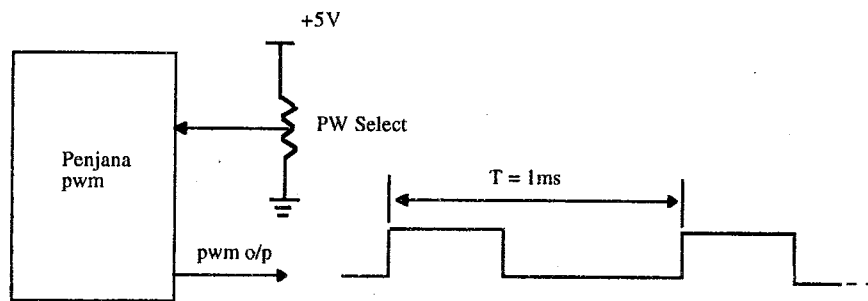 +5V
PW Select
Penjana
pwm
T = 1ms
pwm o/p